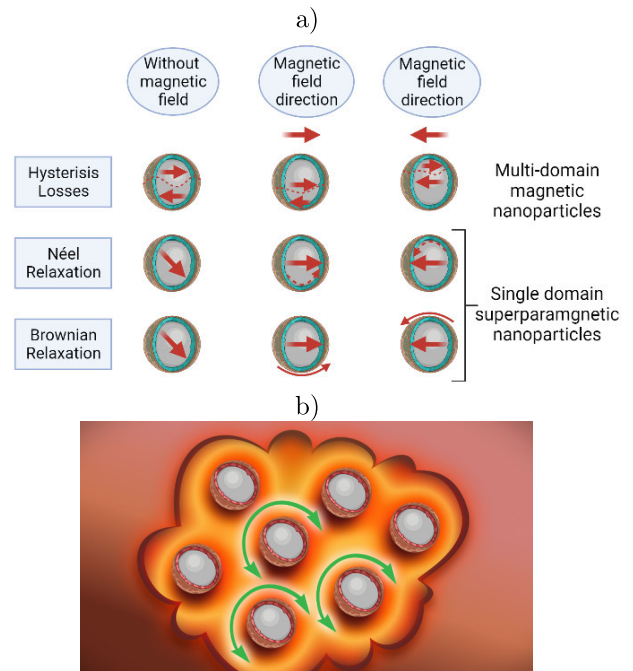 a)
Without
magnetic
field
Magnetic
field
direction
Magnetic
field
direction
Hysterisis
Losses
Multi-domain
magnetic
nanoparticles
Néel
Relaxation
Single domain
superparamgnetic
nanoparticles
Brownian
Relaxation
b)